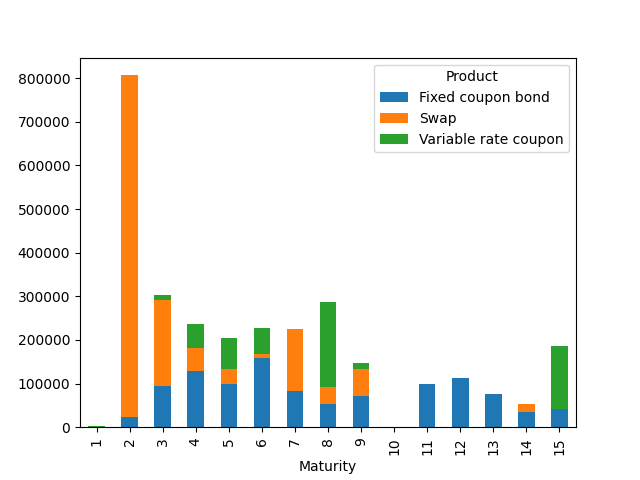 800000
700000
600000
500000
400000
300000
200000
100000
0
Product
Fixed coupon bond
Swap
Variable rate coupon
1 2 3 4 5 6 7 8 9 10 11 12 13 14 15
Maturity